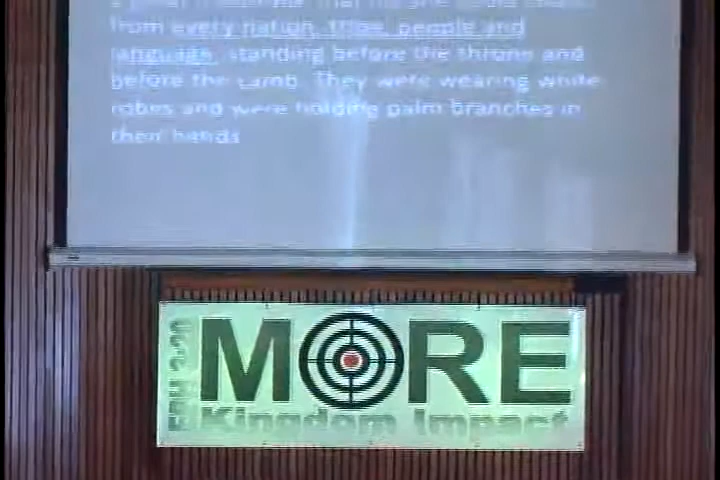 from every nation, tribe, people and
language, standing before the throne and
before the Lamb. They were wearing white
robes and were holding palm branches in
their hands
MORE
Kingdom Impact